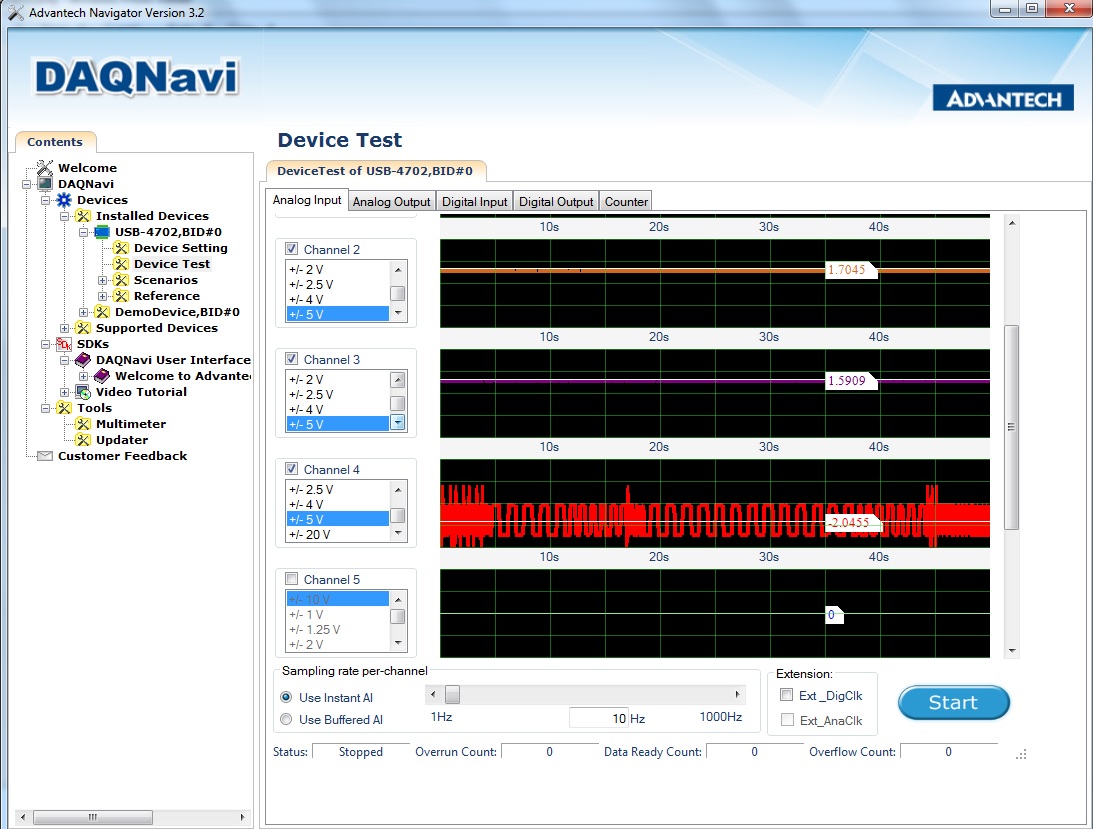 Advantech Navigator Version 3.2
DAQNavi
ADVANTECH
Contents
Welcome
DAQNavi
Devices
Installed Devices
USB-4702,BID#0
Device Setting
Device Test
Scenarios
Reference
DemoDevice,BID#0
Supported Devices
SDKs
DAQNavi User Interface
Welcome to Advante
Video Tutorial
Tools
Multimeter
Updater
Customer Feedback
Device Test
DeviceTest of USB-4702,BID#0
Analog Input Analog Output Digital Input Digital Output Counter
10s 20s 30s 40s
Channel 2
+/- 2 V
+/- 2.5 V
+/- 4 V
+/- 5 V
1.7045
10s 20s 30s 40s
Channel 3
+/- 2 V
+/- 2.5 V
+/- 4 V
+/- 5 V
1.5909
10s 20s 30s 40s
Channel 4
+/- 2.5 V
+/- 4 V
+/- 5 V
+/- 20 V
-2.0455
10s 20s 30s 40s
Channel 5
+/- 10 V
+/- 1 V
+/- 1.25 V
+/- 2 V
0
Sampling rate per-channel
Use Instant AI
Use Buffered AI
1Hz 10 Hz 1000Hz
Extension:
Ext_DigClk
Ext_AnaClk
Start
Status: Stopped Overrun Count: 0 Data Ready Count: 0 Overflow Count: 0